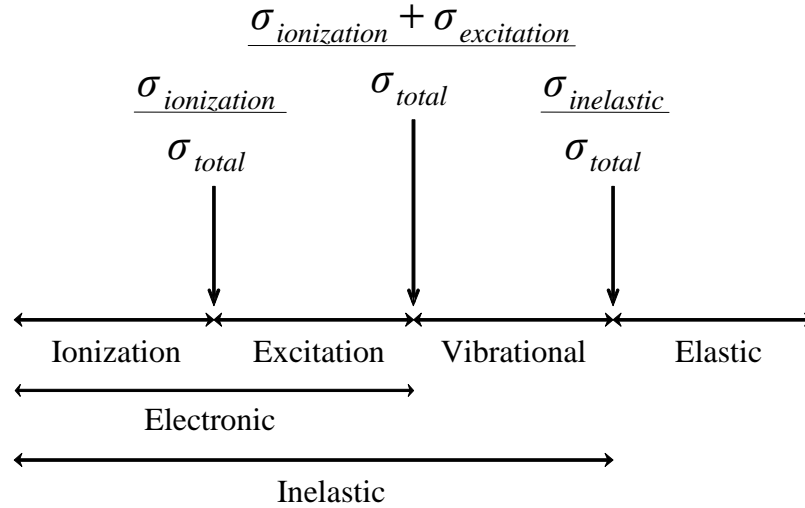 σ_ionization + σ_excitation
σ_total
σ_ionization
σ_total
σ_inelastic
σ_total
Ionization Excitation Vibrational Elastic
Electronic
Inelastic